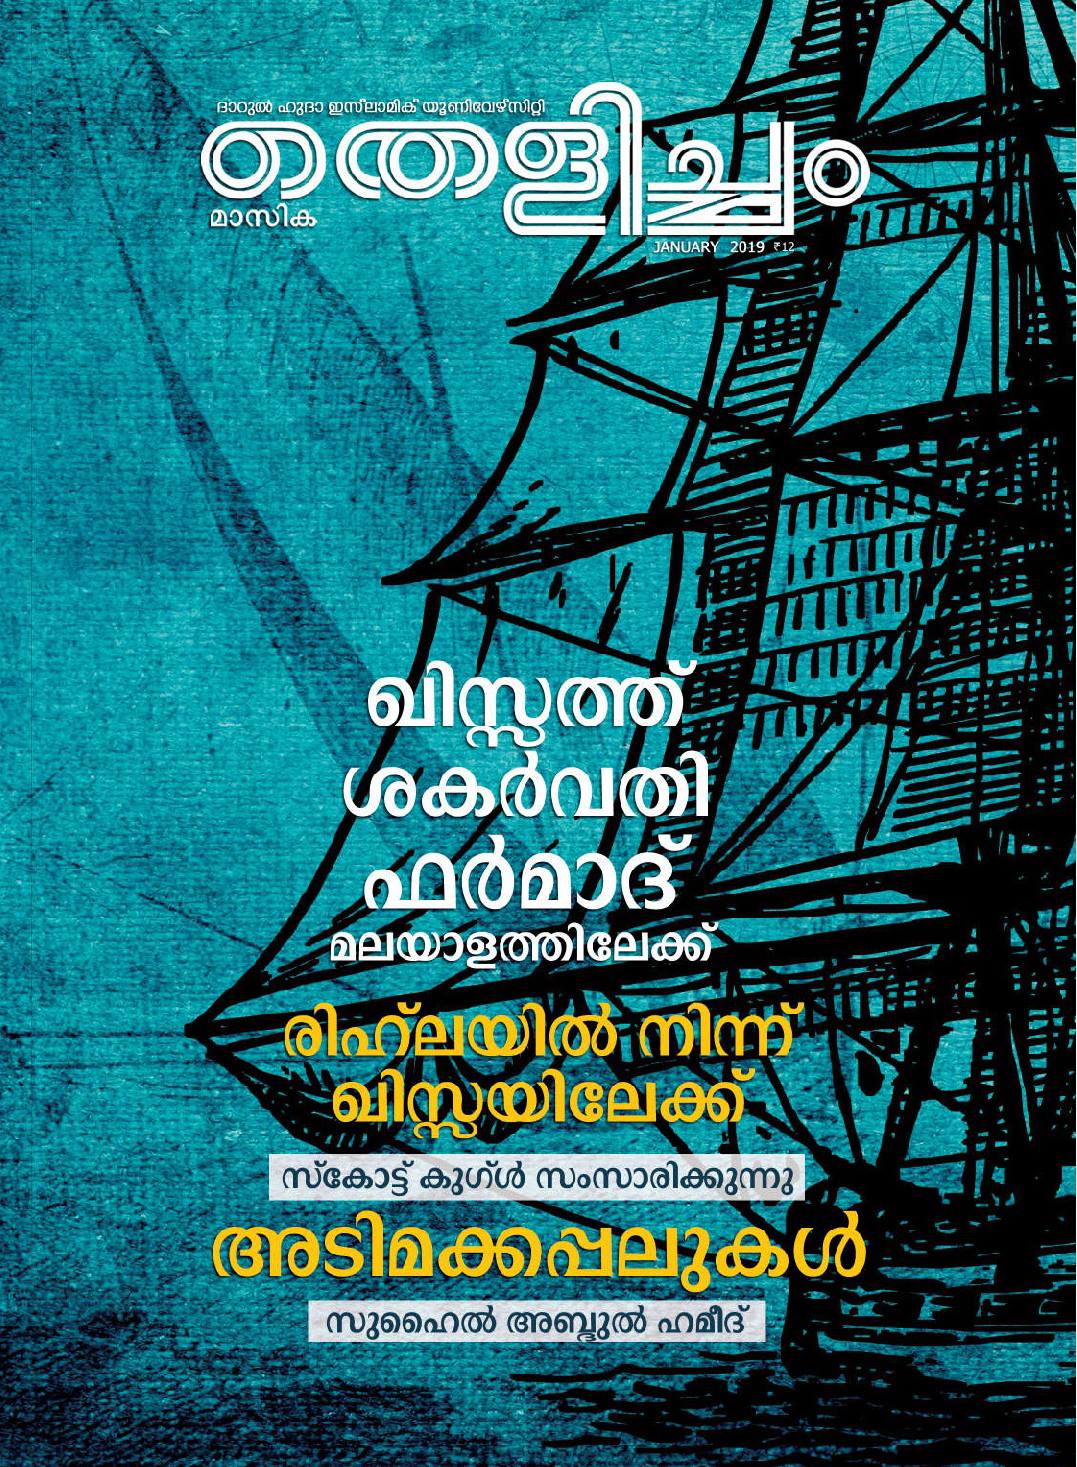 ദാറുൽ ഹുദാ ഇസ്‌ലാമിക് യൂണിവേഴ്സിറ്റി
തെളിച്ചം
മാസിക
JANUARY 2019 ₹12
ഖിസ്സത്ത്
ശകർവതി
ഫർമാദ്
മലയാളത്തിലേക്ക്
രിഹ്‌ലയിൽ നിന്ന്
ഖിസ്സയിലേക്ക്
സ്കോട്ട് കുഗ്ൾ സംസാരിക്കുന്നു
അടിമക്കപ്പലുകൾ
സുഹൈൽ അബ്ദുൽ ഹമീദ്